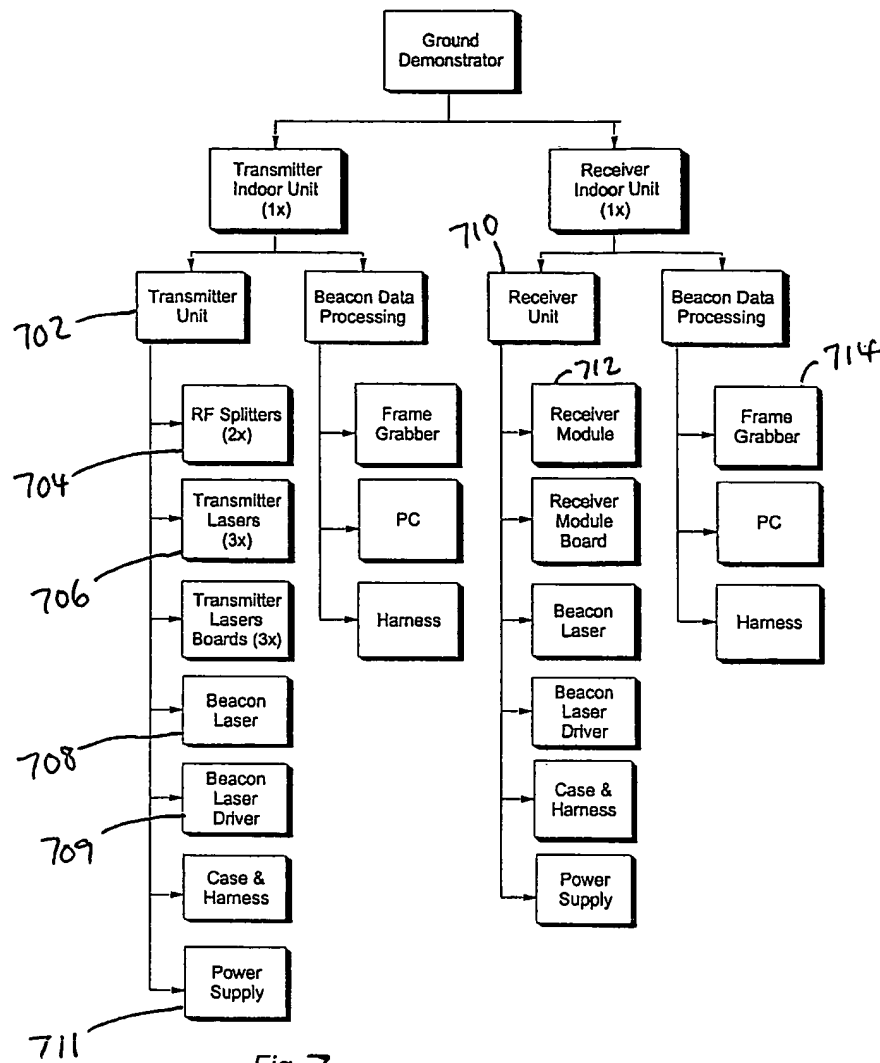 Ground
Demonstrator
Transmitter
Indoor Unit
(1x)
Receiver
Indoor Unit
(1x)
710
Transmitter
Unit
Beacon Data
Processing
Receiver
Unit
Beacon Data
Processing
702
712
714
RF Splitters
(2x)
Frame
Grabber
Receiver
Module
Frame
Grabber
704
Transmitter
Lasers
(3x)
PC
Receiver
Module
Board
PC
706
Transmitter
Lasers
Boards (3x)
Harness
Beacon
Laser
Harness
Beacon
Laser
Beacon
Laser
Driver
708
Beacon
Laser
Driver
Case &
Harness
709
Case &
Harness
Power
Supply
Power
Supply
711
Fig 7